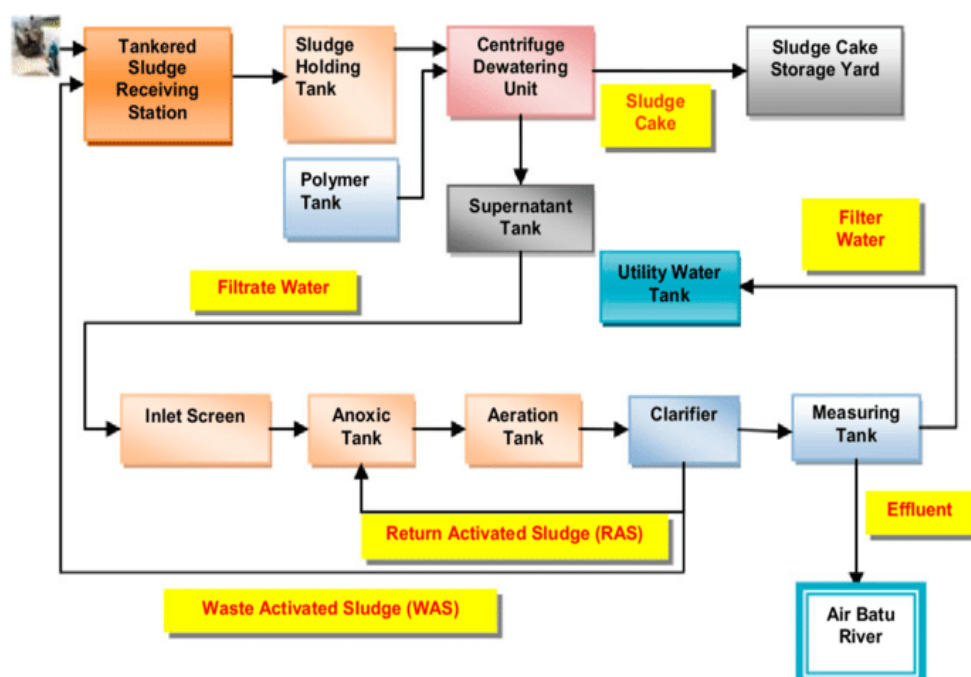 Tankered
Sludge
Receiving
Station
Sludge
Holding
Tank
Centrifuge
Dewatering
Unit
Sludge Cake
Storage Yard
Sludge
Cake
Polymer
Tank
Supernatant
Tank
Filter
Water
Utility Water
Tank
Filtrate Water
Inlet Screen
Anoxic
Tank
Aeration
Tank
Clarifier
Measuring
Tank
Effluent
Return Activated Sludge (RAS)
Waste Activated Sludge (WAS)
Air Batu
River